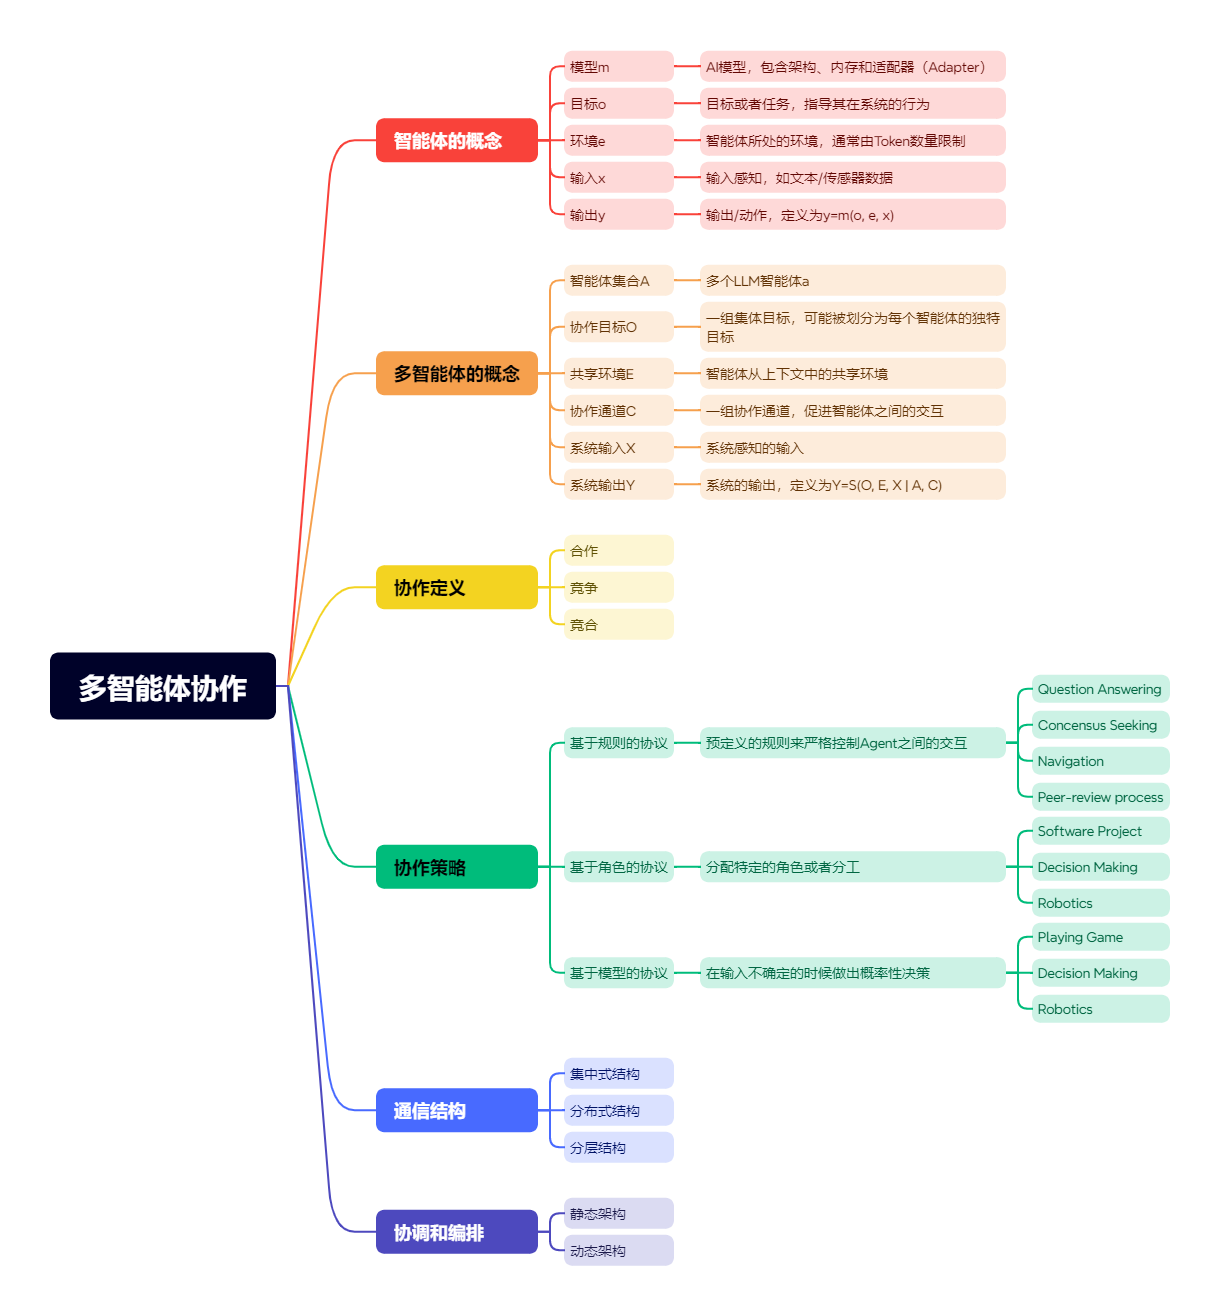 多智能体协作
智能体的概念
模型m
AI模型，包含架构、内存和适配器（Adapter）
目标o
目标或者任务，指导其在系统的行为
环境e
智能体所处的环境，通常由Token数量限制
输入x
输入感知，如文本/传感器数据
输出y
输出/动作，定义为y=m(o, e, x)
多智能体的概念
智能体集合A
多个LLM智能体a
协作目标O
一组集体目标，可能被划分为每个智能体的独特
目标
共享环境E
智能体从上下文中的共享环境
协作通道C
一组协作通道，促进智能体之间的交互
系统输入X
系统感知的输入
系统输出Y
系统的输出，定义为Y=S(O, E, X | A, C)
协作定义
合作
竞争
竞合
协作策略
基于规则的协议
预定义的规则来严格控制Agent之间的交互
Question Answering
Concensus Seeking
Navigation
Peer-review process
基于角色的协议
分配特定的角色或者分工
Software Project
Decision Making
Robotics
基于模型的协议
在输入不确定的时候做出概率性决策
Playing Game
Decision Making
Robotics
通信结构
集中式结构
分布式结构
分层结构
协调和编排
静态架构
动态架构